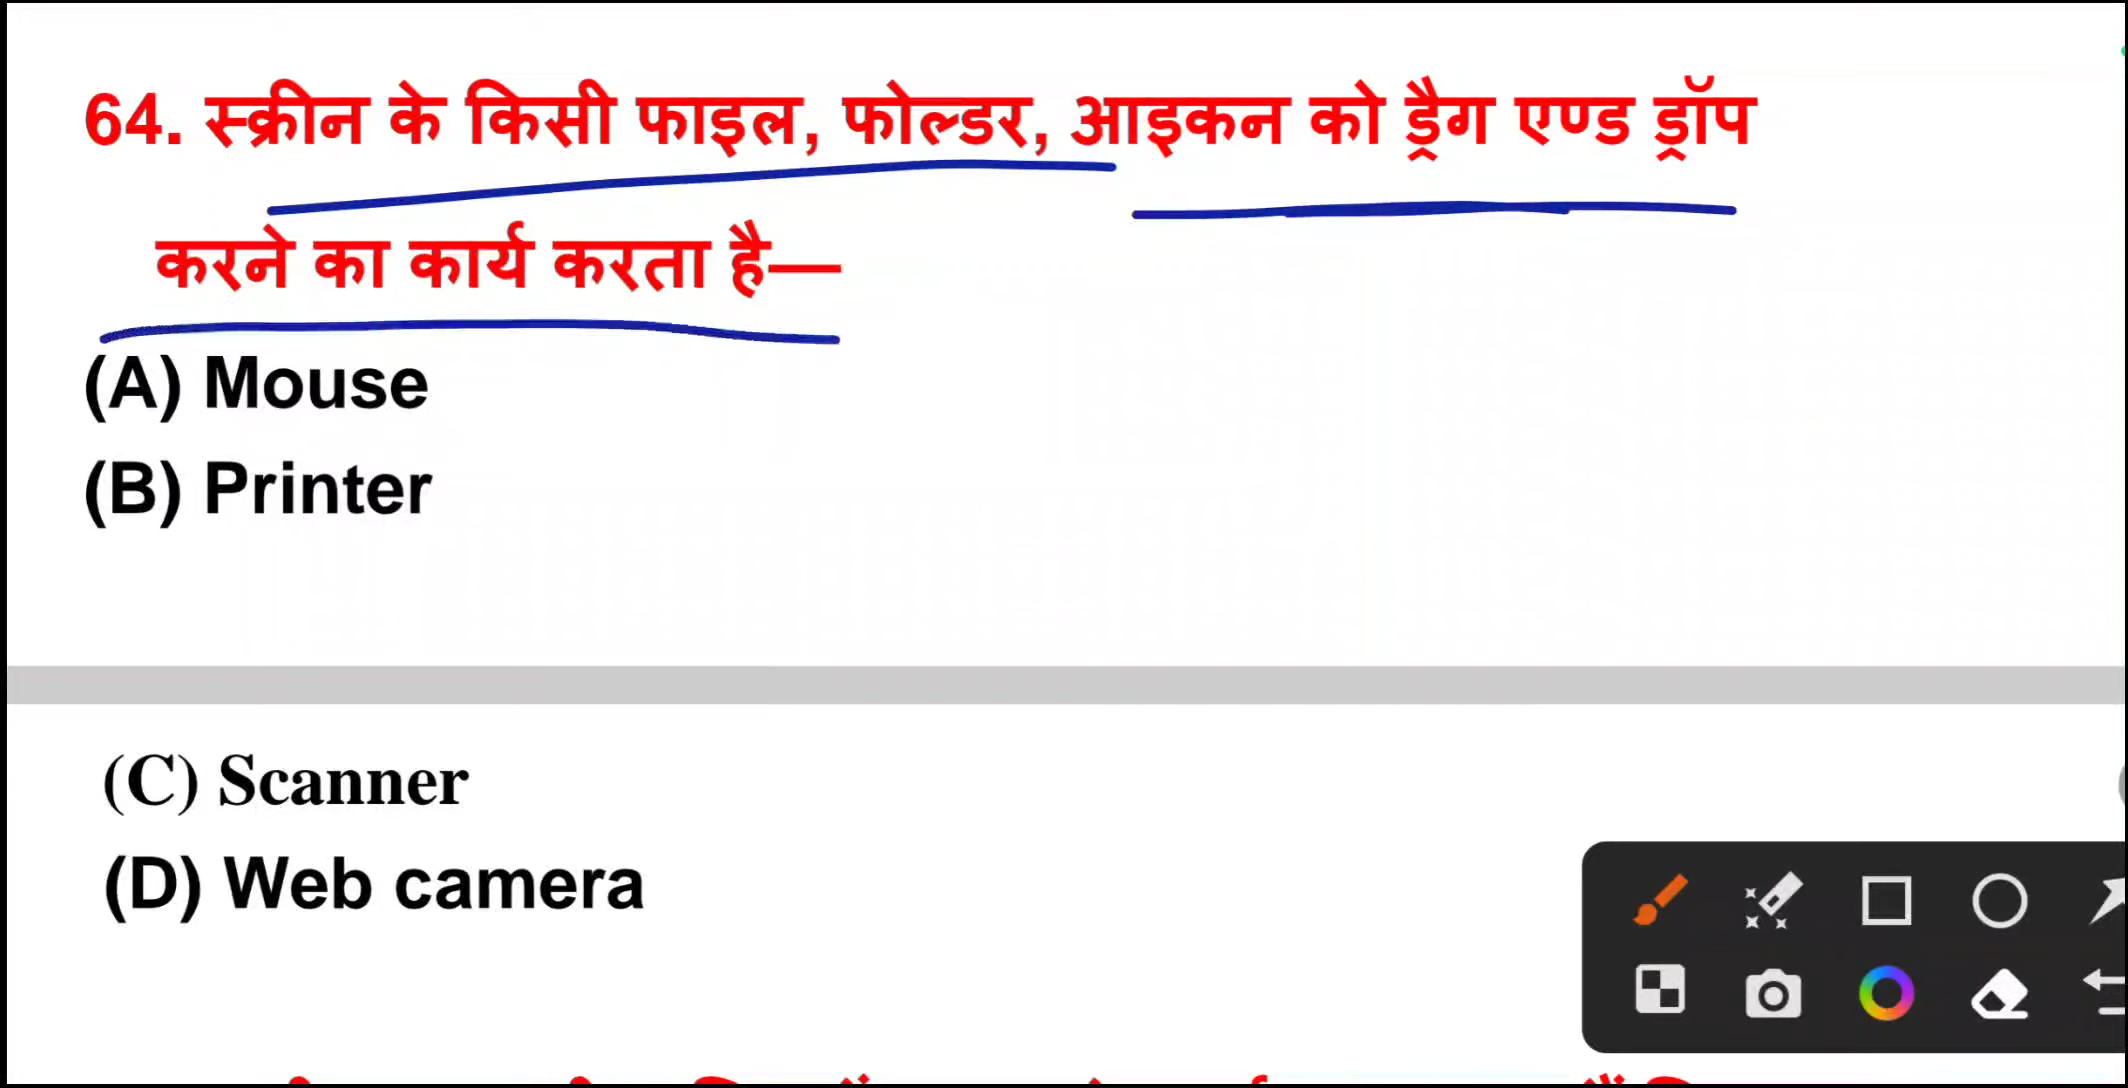 64. स्क्रीन के किसी फाइल, फोल्डर, आइकन को ड्रैग एण्ड ड्रॉप
करने का कार्य करता है—
(A) Mouse
(B) Printer
(C) Scanner
(D) Web camera